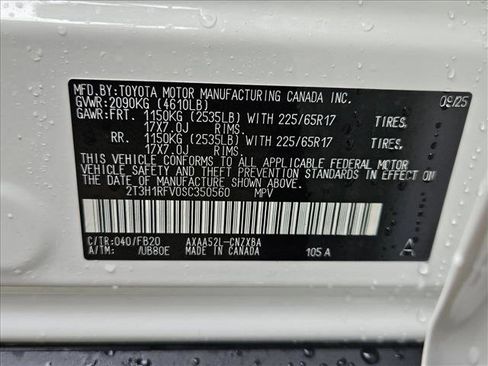 MFD.BY:TOYOTA MOTOR MANUFACTURING CANADA INC. 09/25
GVWR:2090KG (4610LB)
GAWR:FRT. 1150KG (2535LB) WITH 225/65R17 TIRES,
17X7.0J RIMS,
RR. 1150KG (2535LB) WITH 225/65R17 TIRES,
17X7.0J RIMS.
THIS VEHICLE CONFORMS TO ALL APPLICABLE FEDERAL MOTOR
VEHICLE SAFETY AND THEFT PREVENTION STANDARDS IN EFFECT
ON THE DATE OF MANUFACTURE SHOWN ABOVE.
2T3H1RFV0SC350560 MPV
C/TR:040/FB20 AXAA52L-CNZXBA A
A/TM: /UB80E MADE IN CANADA 105 A